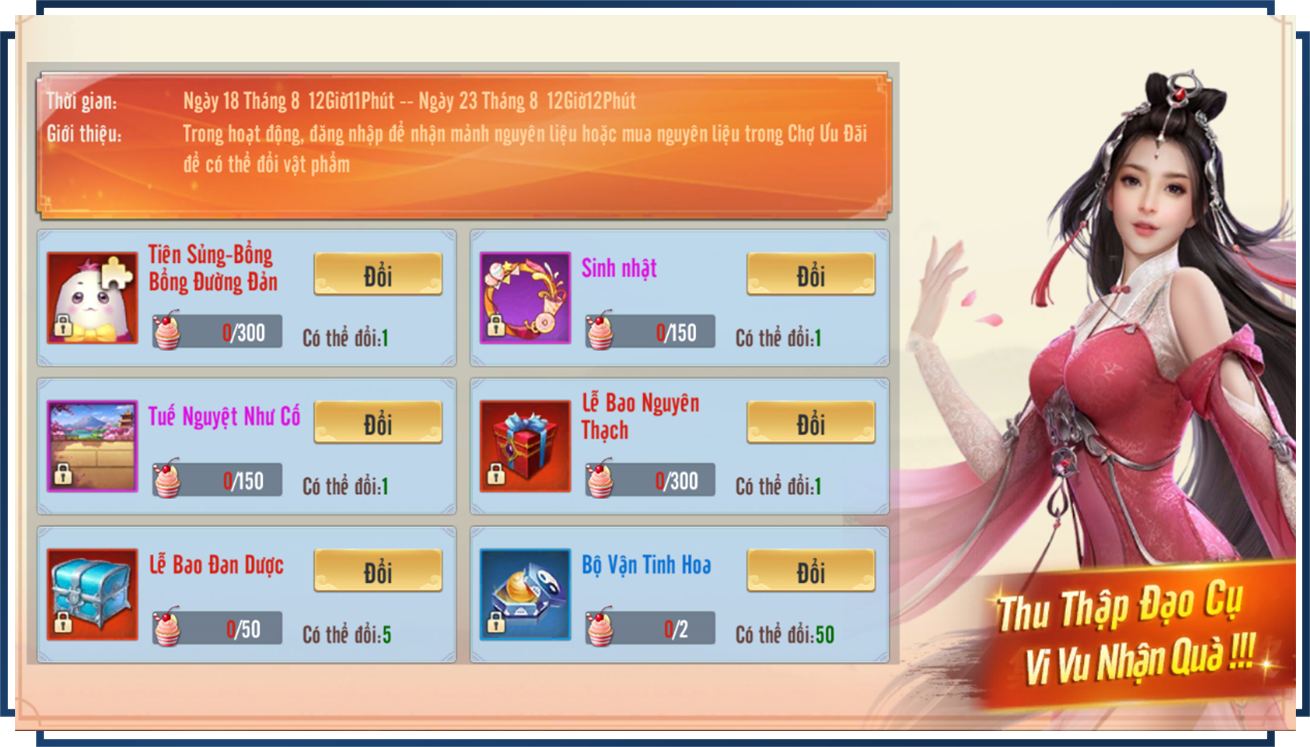 Thời gian: Ngày 18 Tháng 8 12Giờ11Phút -- Ngày 23 Tháng 8 12Giờ12Phút
Giới thiệu: Trong hoạt động, đăng nhập để nhận mảnh nguyên liệu hoặc mua nguyên liệu trong Chợ Ưu Đãi
để có thể đổi vật phẩm
Tiên Sủng-Bồng
Bồng Đường Đản
Đổi
0/300
Có thể đổi:1
Sinh nhật
Đổi
0/150
Có thể đổi:1
Tuế Nguyệt Như Cố
Đổi
0/150
Có thể đổi:1
Lễ Bao Nguyên
Thạch
Đổi
0/300
Có thể đổi:1
Lễ Bao Đan Dược
Đổi
0/50
Có thể đổi:5
Bộ Vận Tinh Hoa
Đổi
0/2
Có thể đổi:50
Thu Thập Đạo Cụ
Vi Vu Nhận Quà !!!